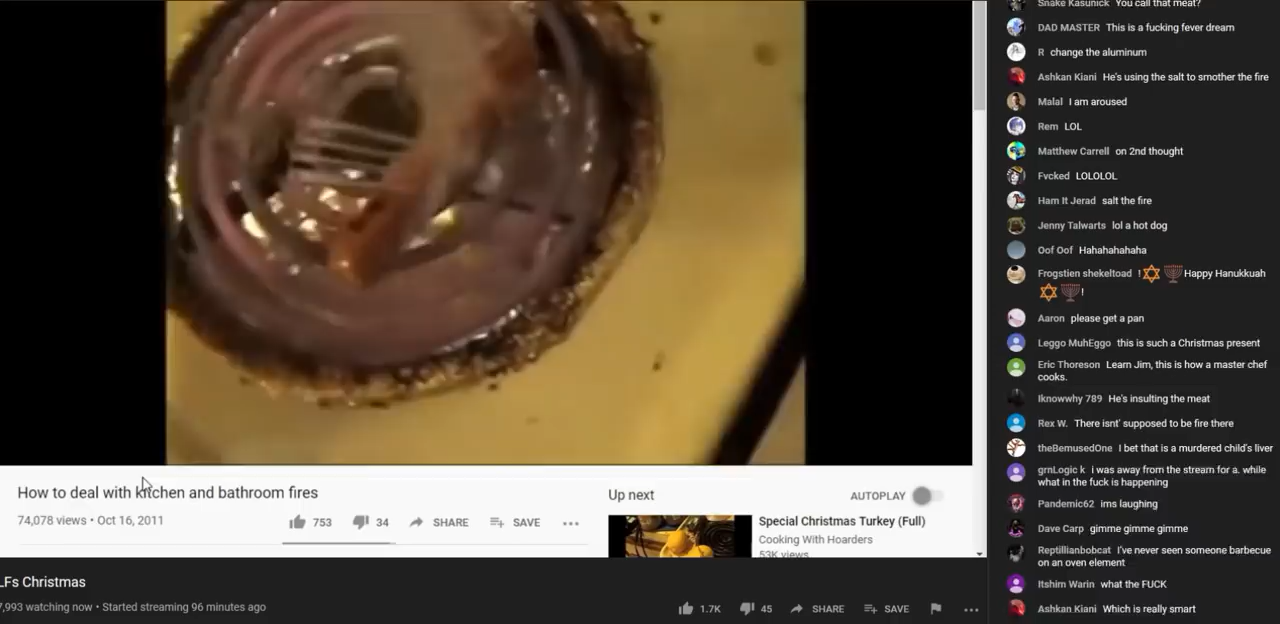 How to deal with kitchen and bathroom fires
74,078 views • Oct 16, 2011
753
34
SHARE
SAVE
Up next
AUTOPLAY
Special Christmas Turkey (Full)
Cooking With Hoarders
53K views
LFs Christmas
7,993 watching now • Started streaming 96 minutes ago
1.7K
45
SHARE
SAVE
Snake Kasunick You call that meat?
DAD MASTER This is a fucking fever dream
R change the aluminum
Ashkan Kiani He's using the salt to smother the fire
Malal I am aroused
Rem LOL
Matthew Carrell on 2nd thought
Fvcked LOLOLOL
Ham It Jerad salt the fire
Jenny Talwarts lol a hot dog
Oof Oof Hahahahahaha
Frogstien shekeltoad !🔯🕎Happy Hanukkuah
🔯🕎!
Aaron please get a pan
Leggo MuhEggo this is such a Christmas present
Eric Thoreson Learn Jim, this is how a master chef
cooks.
Iknowwhy 789 He's insulting the meat
Rex W. There isnt' supposed to be fire there
theBemusedOne I bet that is a murdered child's liver
grnLogic k i was away from the stream for a. while
what in the fuck is happening
Pandemic62 ims laughing
Dave Carp gimme gimme gimme
Reptillianbobcat I've never seen someone barbecue
on an oven element
Itshim Warin what the FUCK
Ashkan Kiani Which is really smart